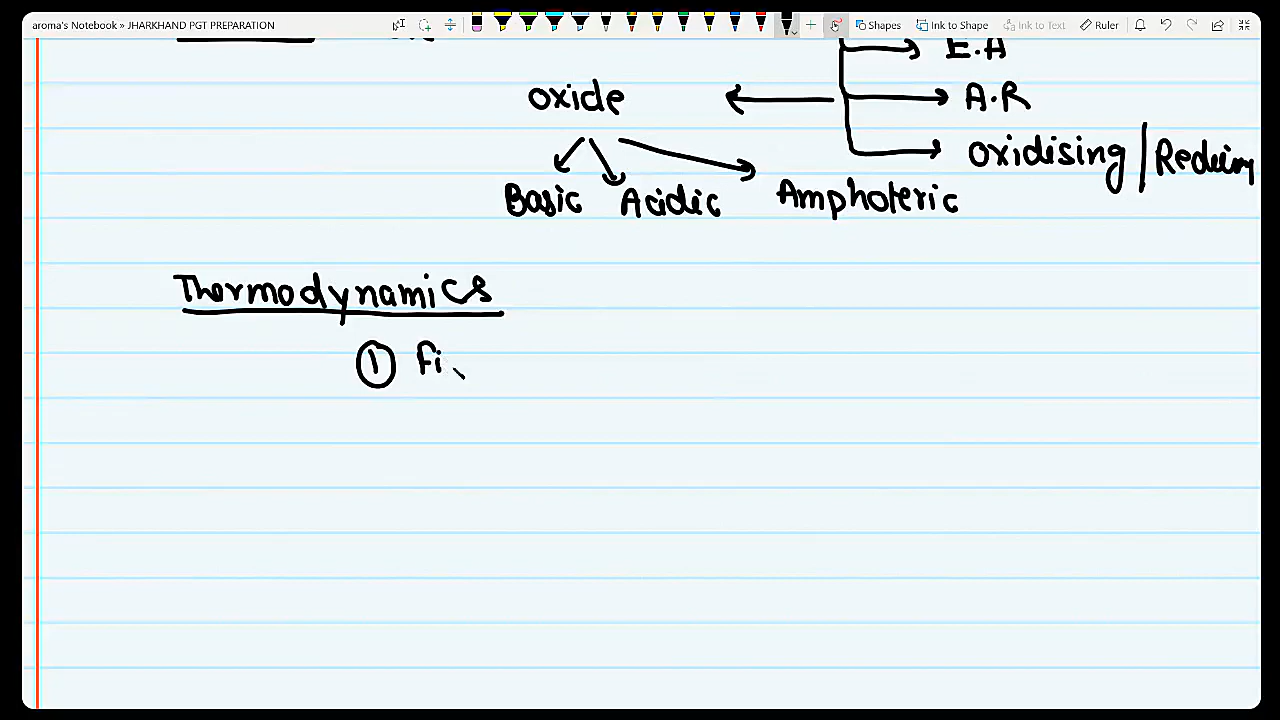 aroma's Notebook » JHARKHAND PGT PREPARATION
Shapes Ink to Shape Ink to Text Ruler
E.A
oxide A.R
oxidising | Reducing
Basic Acidic Amphoteric
Thermodynamics
① Fi